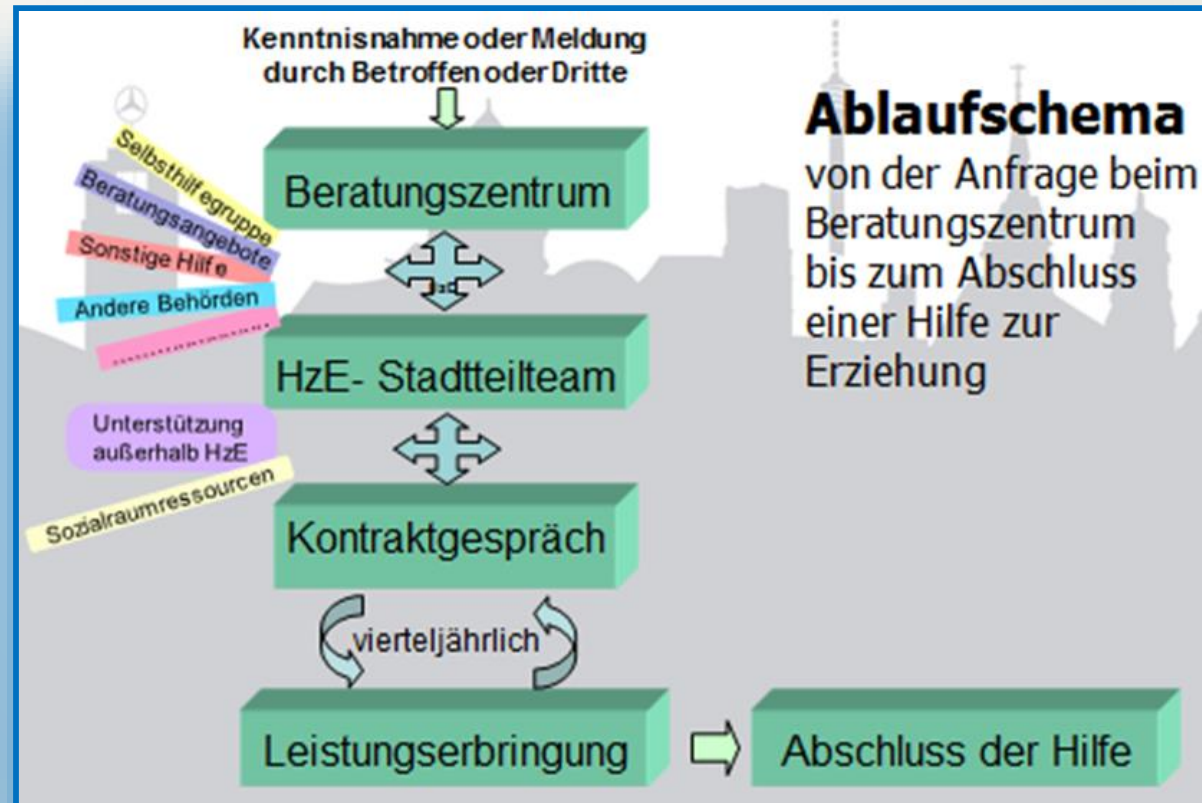 Kenntnisnahme oder Meldung
durch Betroffen oder Dritte
Ablaufschema
von der Anfrage beim
Beratungszentrum
bis zum Abschluss
einer Hilfe zur
Erziehung
Beratungszentrum
Selbsthilfegruppe
Beratungsangebote
Sonstige Hilfe
Andere Behörden
........................
HzE- Stadtteilteam
Unterstützung
außerhalb HzE
Sozialraumressourcen
Kontraktgespräch
vierteljährlich
Leistungserbringung
Abschluss der Hilfe